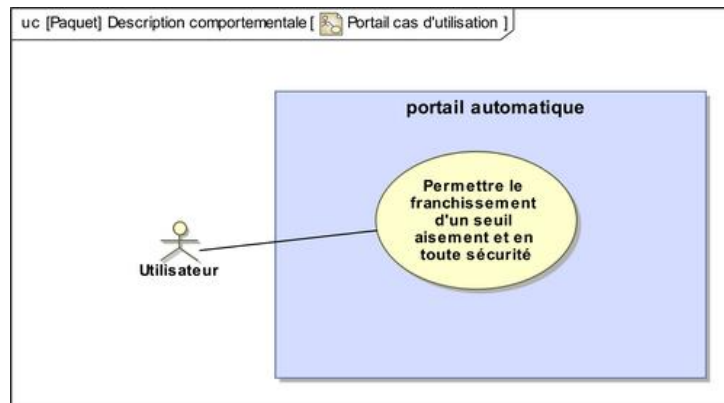 uc [Paquet] Description comportementale [ Portail cas d'utilisation ]
portail automatique
Permettre le
franchissement
d'un seuil
aisement et en
toute sécurité
Utilisateur